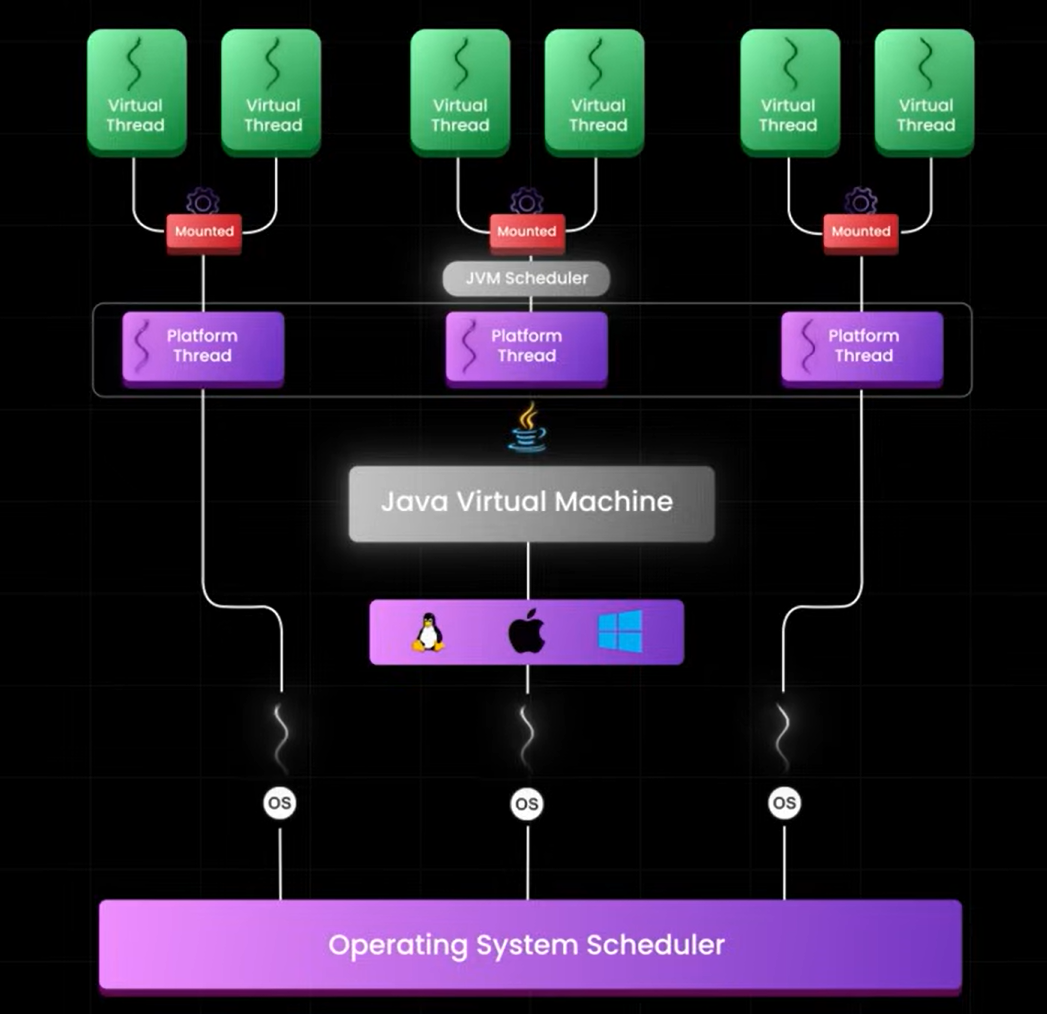 Virtual
Thread
Virtual
Thread
Virtual
Thread
Virtual
Thread
Virtual
Thread
Virtual
Thread
Mounted
Mounted
Mounted
JVM Scheduler
Platform
Thread
Platform
Thread
Platform
Thread
Java Virtual Machine
OS
OS
OS
Operating System Scheduler